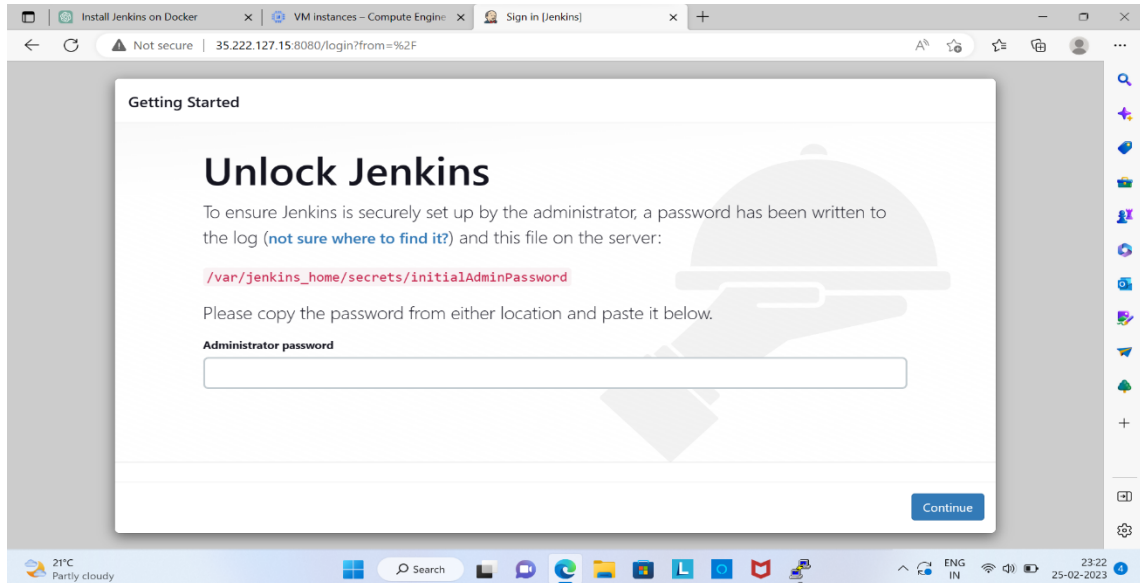 Install Jenkins on Docker
VM instances – Compute Engine
Sign in [Jenkins]
Not secure
35.222.127.15:8080/login?from=%2F
Getting Started
Unlock Jenkins
To ensure Jenkins is securely set up by the administrator, a password has been written to
the log (not sure where to find it?) and this file on the server:
/var/jenkins_home/secrets/initialAdminPassword
Please copy the password from either location and paste it below.
Administrator password
Continue
21°C
Partly cloudy
Search
L
ENG
IN
23:22
25-02-2023
4